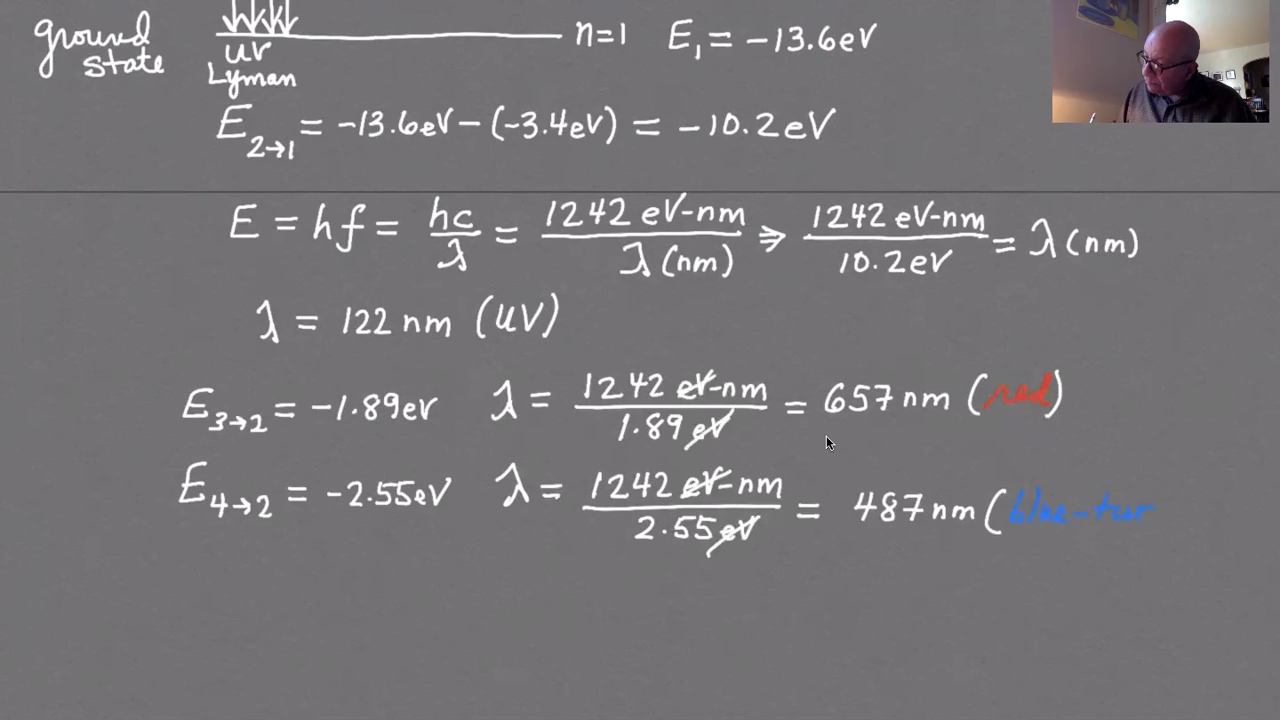 ground state
n=1 E₁ = -13.6eV
uv
Lyman
E₂→₁ = -13.6eV - (-3.4eV) = -10.2eV
E = hf = hc/λ = 1242 eV-nm / λ(nm) ⇒ 1242 eV-nm / 10.2eV = λ(nm)
λ = 122 nm (UV)
E₃→₂ = -1.89eV λ = 1242 eV-nm / 1.89 eV = 657 nm (red)
E₄→₂ = -2.55eV λ = 1242 eV-nm / 2.55 eV = 487 nm (blue-tur